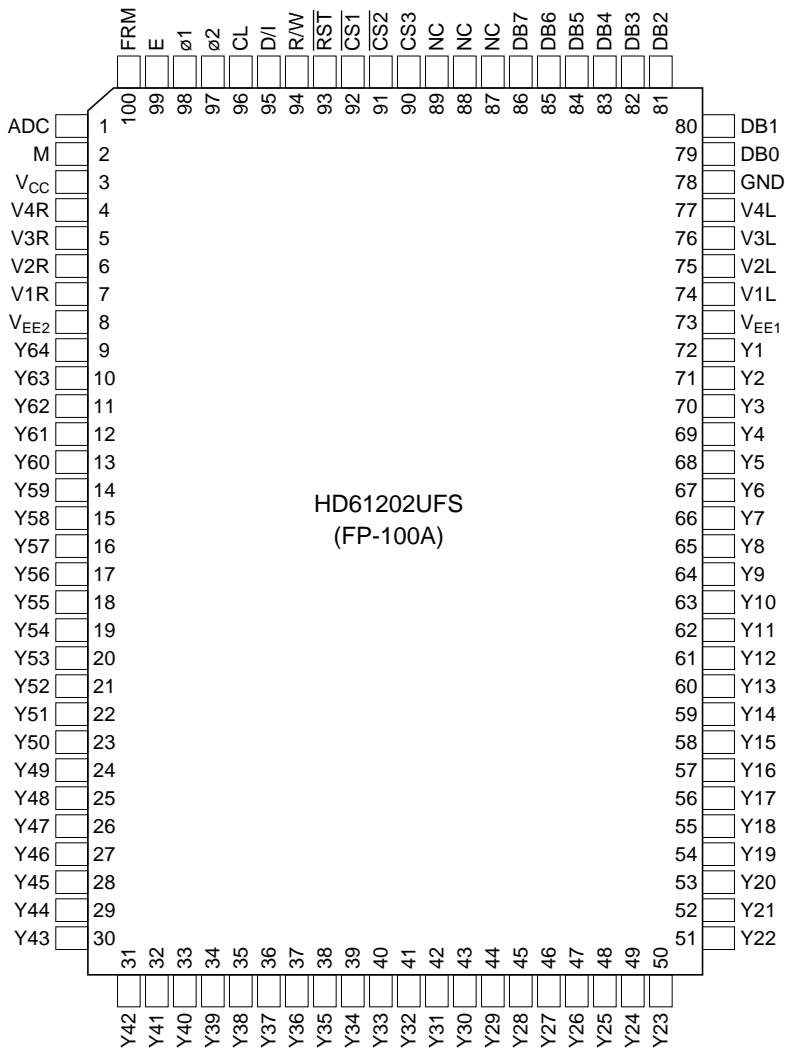 FRM E ø1 ø2 CL D/I R/W RST CS1 CS2 CS3 NC NC NC DB7 DB6 DB5 DB4 DB3 DB2
100 99 98 97 96 95 94 93 92 91 90 89 88 87 86 85 84 83 82 81
ADC 1 80 DB1
M 2 79 DB0
VCC 3 78 GND
V4R 4 77 V4L
V3R 5 76 V3L
V2R 6 75 V2L
V1R 7 74 V1L
VEE2 8 73 VEE1
Y64 9 72 Y1
Y63 10 71 Y2
Y62 11 70 Y3
Y61 12 69 Y4
Y60 13 68 Y5
Y59 14 67 Y6
Y58 15 66 Y7
Y57 16 65 Y8
Y56 17 64 Y9
Y55 18 63 Y10
Y54 19 62 Y11
Y53 20 61 Y12
Y52 21 60 Y13
Y51 22 59 Y14
Y50 23 58 Y15
Y49 24 57 Y16
Y48 25 56 Y17
Y47 26 55 Y18
Y46 27 54 Y19
Y45 28 53 Y20
Y44 29 52 Y21
Y43 30 51 Y22
HD61202UFS
(FP-100A)
31 32 33 34 35 36 37 38 39 40 41 42 43 44 45 46 47 48 49 50
Y42 Y41 Y40 Y39 Y38 Y37 Y36 Y35 Y34 Y33 Y32 Y31 Y30 Y29 Y28 Y27 Y26 Y25 Y24 Y23